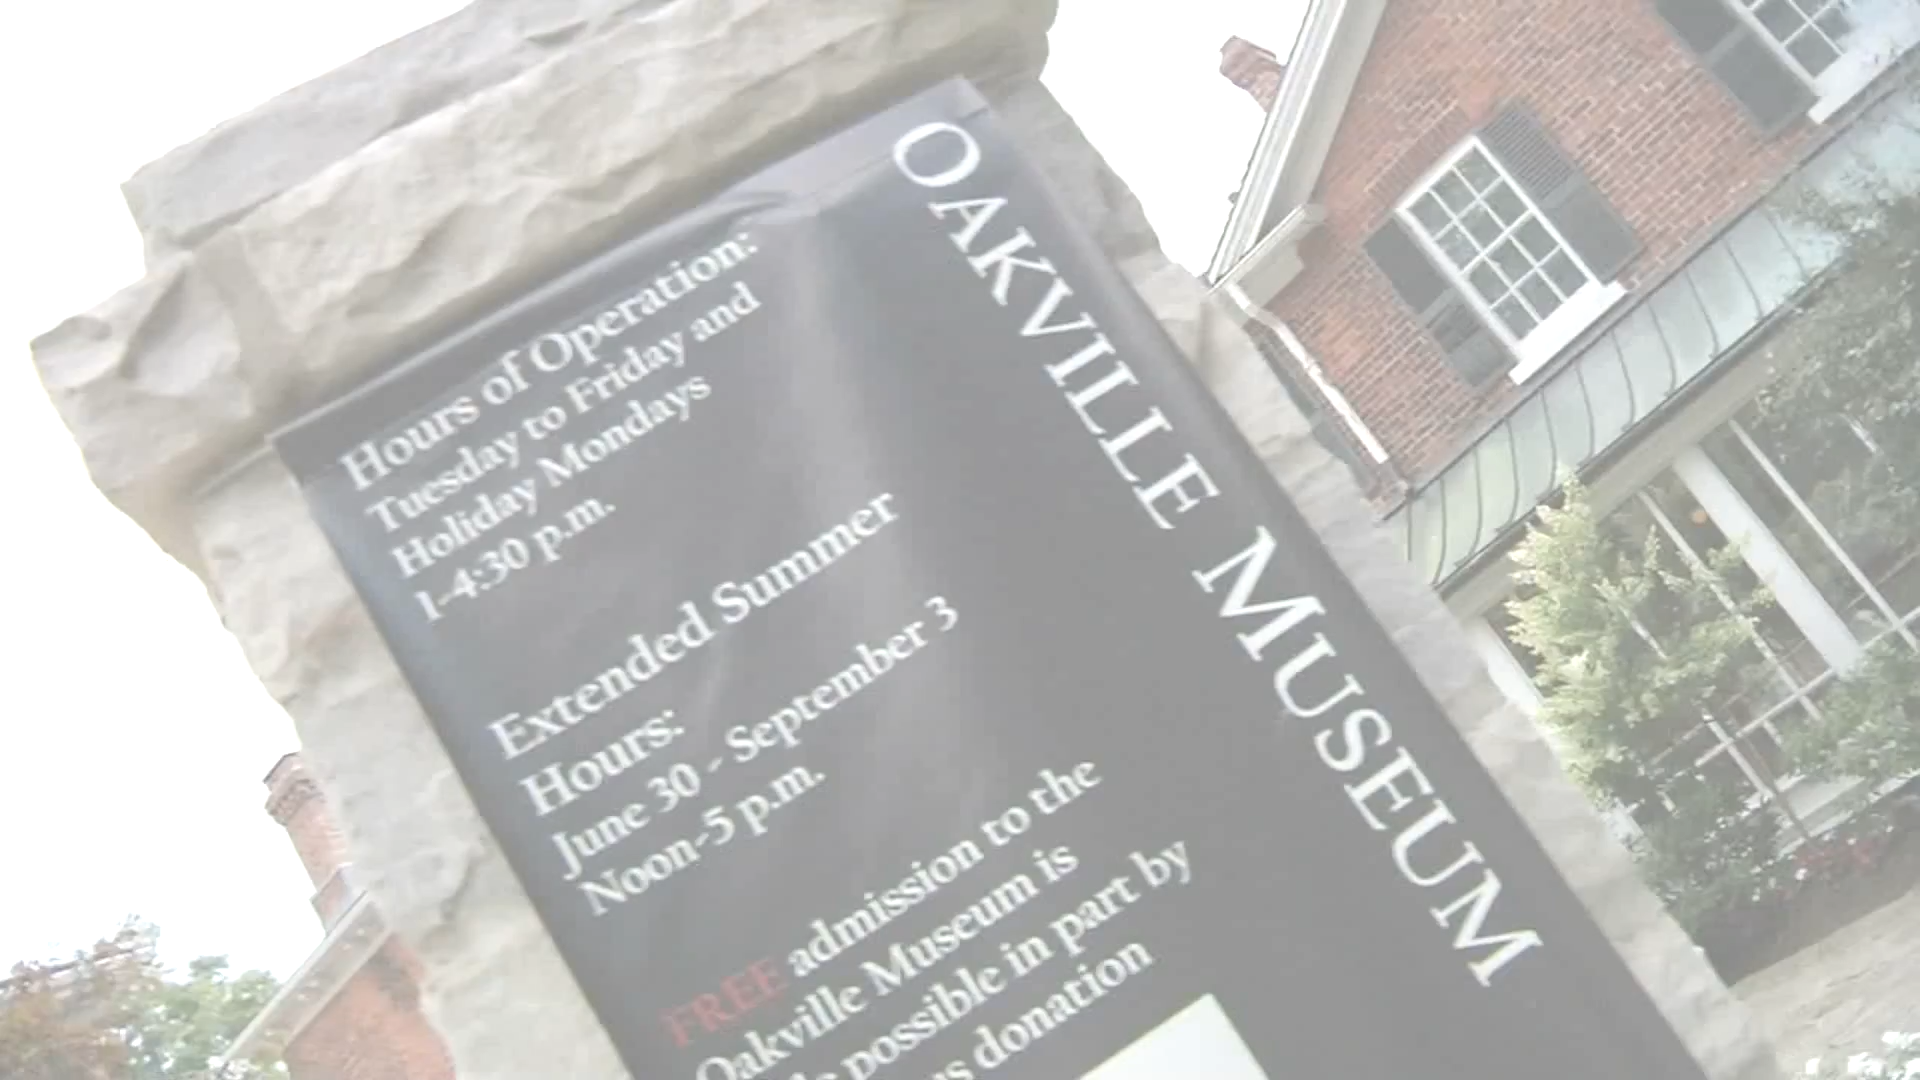 OAKVILLE MUSEUM
Hours of Operation:
Tuesday to Friday and
Holiday Mondays
1-4:30 p.m.
Extended Summer
Hours:
June 30 - September 3
Noon-5 p.m.
FREE admission to the
Oakville Museum is
possible in part by
donation